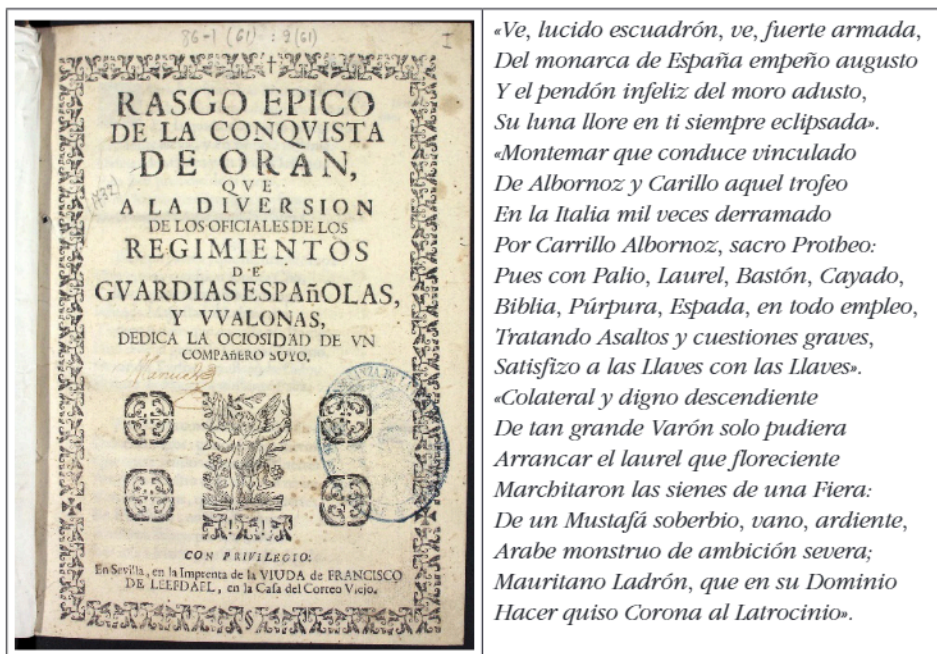 86-1 (61) : 9 (61)
I
RASGO EPICO
DE LA CONQVISTA
DE ORAN,
QVE
A LA DIVERSION
DE LOS OFICIALES DE LOS
REGIMIENTOS
DE
GVARDIAS ESPAñOLAS,
Y VVALONAS,
DEDICA LA OCIOSIDAD DE VN
COMPAñERO SUYO.
(1732)
CON PRIVILEGIO:
En Sevilla, en la Imprenta de la VIUDA de FRANCISCO
DE LEEFDAEL, en la Casa del Correo Viejo.
«Ve, lucido escuadrón, ve, fuerte armada,
Del monarca de España empeño augusto
Y el pendón infeliz del moro adusto,
Su luna llore en ti siempre eclipsada».
«Montemar que conduce vinculado
De Albornoz y Carillo aquel trofeo
En la Italia mil veces derramado
Por Carrillo Albornoz, sacro Protheo:
Pues con Palio, Laurel, Bastón, Cayado,
Biblia, Púrpura, Espada, en todo empleo,
Tratando Asaltos y cuestiones graves,
Satisfizo a las Llaves con las Llaves».
«Colateral y digno descendiente
De tan grande Varón solo pudiera
Arrancar el laurel que floreciente
Marchitaron las sienes de una Fiera:
De un Mustafá soberbio, vano, ardiente,
Arabe monstruo de ambición severa;
Mauritano Ladrón, que en su Dominio
Hacer quiso Corona al Latrocinio».